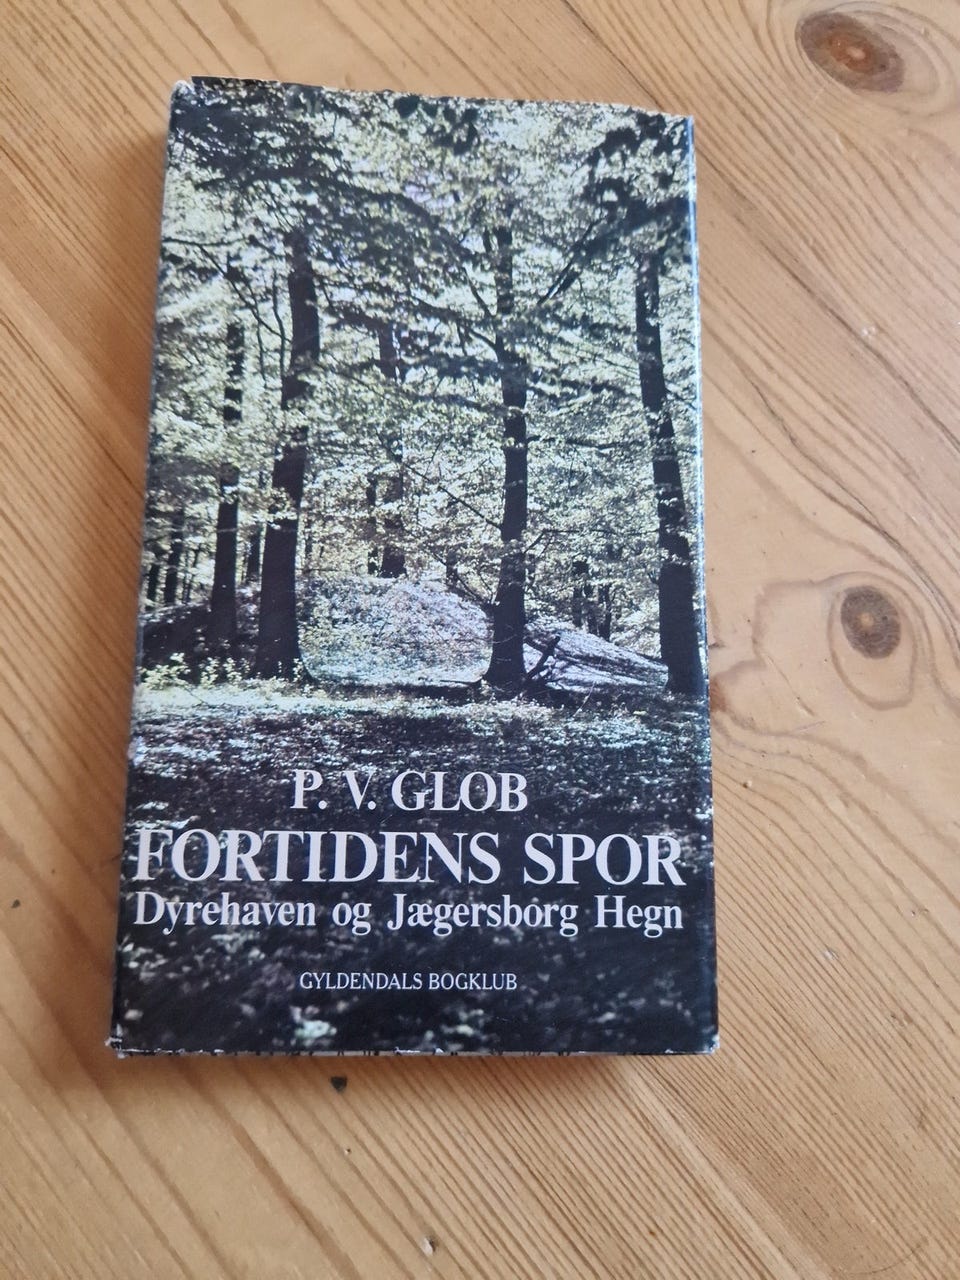 P. V. GLOB
FORTIDENS SPOR
Dyrehaven og Jægersborg Hegn
GYLDENDALS BOGKLUB